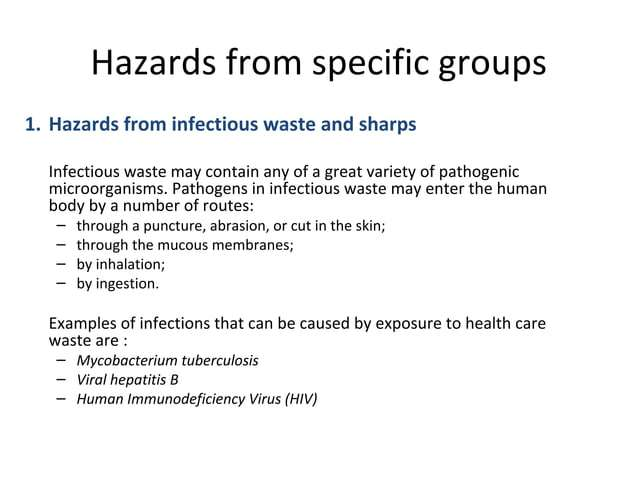 Hazards from specific groups
1. Hazards from infectious waste and sharps
Infectious waste may contain any of a great variety of pathogenic
microorganisms. Pathogens in infectious waste may enter the human
body by a number of routes:
– through a puncture, abrasion, or cut in the skin;
– through the mucous membranes;
– by inhalation;
– by ingestion.
Examples of infections that can be caused by exposure to health care
waste are :
– Mycobacterium tuberculosis
– Viral hepatitis B
– Human Immunodeficiency Virus (HIV)